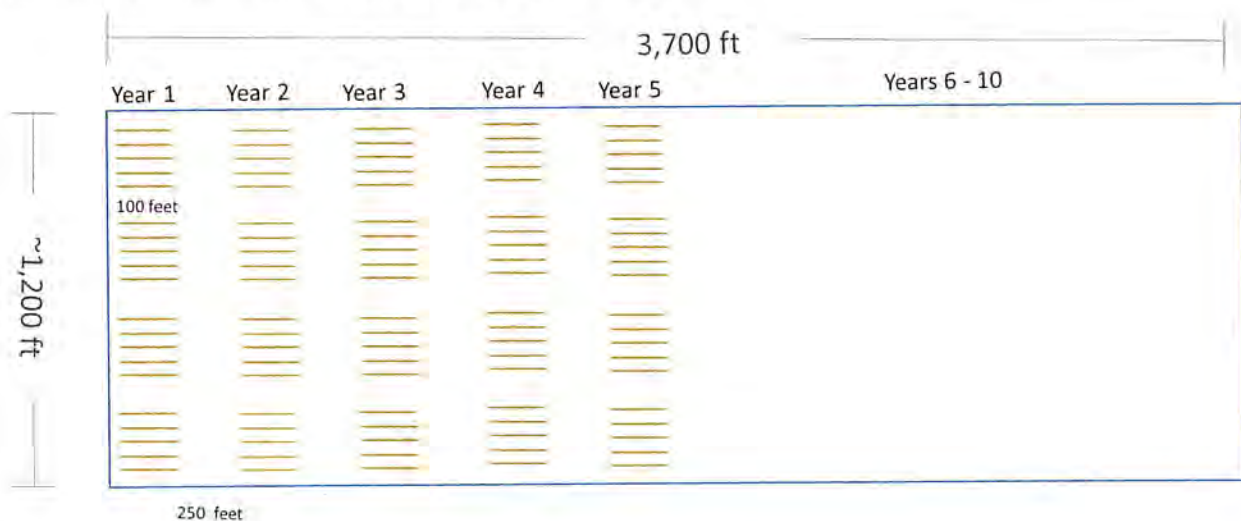 3,700 ft
Year 1 Year 2 Year 3 Year 4 Year 5 Years 6 - 10
100 feet
~1,200 ft
250 feet